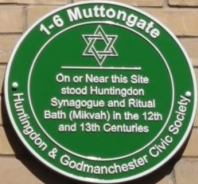 1-6 Muttongate
On or Near this Site
stood Huntingdon
Synagogue and Ritual
Bath (Mikvah) in the 12th
and 13th Centuries
• Huntingdon & Godmanchester Civic Society •